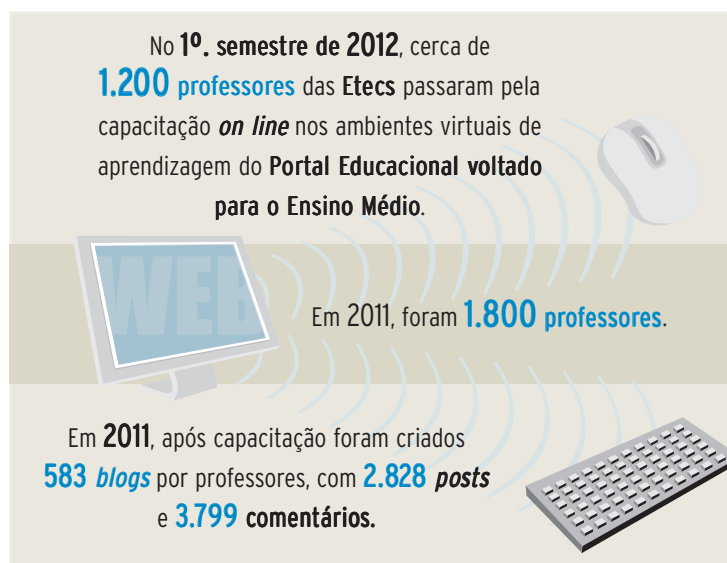 No 1º. semestre de 2012, cerca de
1.200 professores das Etecs passaram pela
capacitação on line nos ambientes virtuais de
aprendizagem do Portal Educacional voltado
para o Ensino Médio.
WEB
Em 2011, foram 1.800 professores.
Em 2011, após capacitação foram criados
583 blogs por professores, com 2.828 posts
e 3.799 comentários.